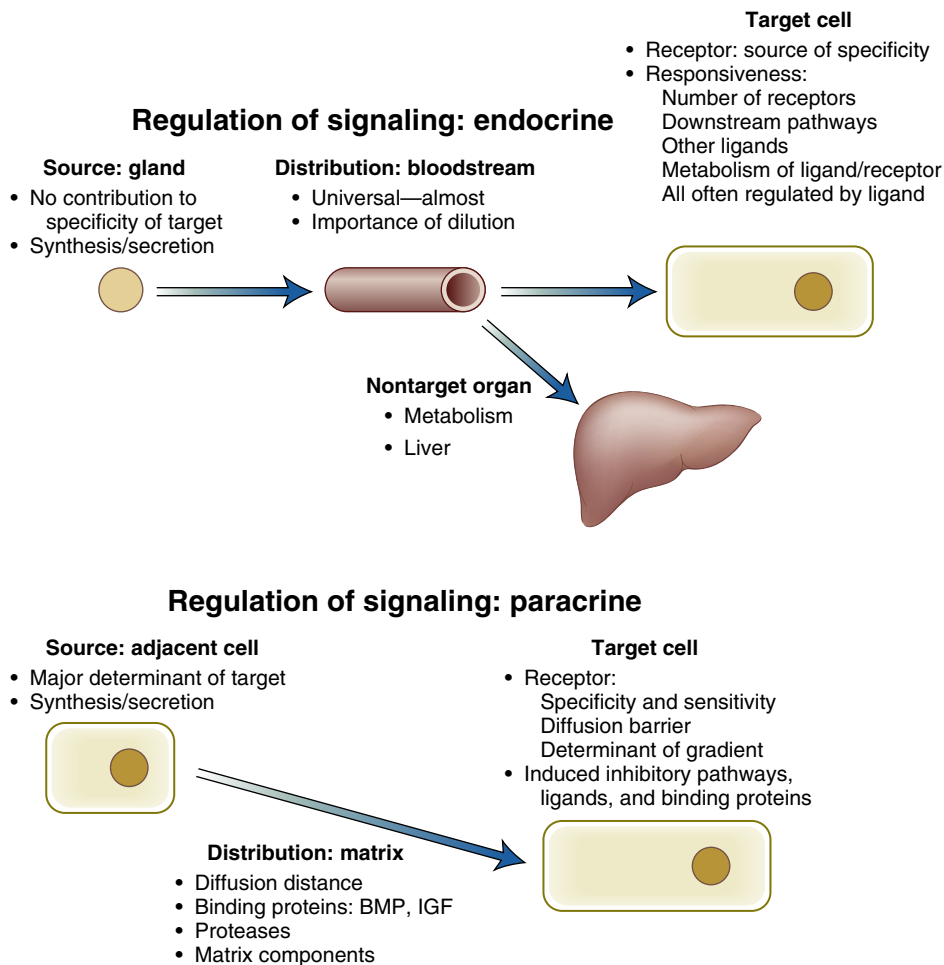 Target cell
• Receptor: source of specificity
• Responsiveness:
Number of receptors
Downstream pathways
Other ligands
Metabolism of ligand/receptor
All often regulated by ligand
Regulation of signaling: endocrine
Source: gland
• No contribution to
specificity of target
• Synthesis/secretion
Distribution: bloodstream
• Universal—almost
• Importance of dilution
Nontarget organ
• Metabolism
• Liver
Regulation of signaling: paracrine
Source: adjacent cell
• Major determinant of target
• Synthesis/secretion
Target cell
• Receptor:
Specificity and sensitivity
Diffusion barrier
Determinant of gradient
• Induced inhibitory pathways,
ligands, and binding proteins
Distribution: matrix
• Diffusion distance
• Binding proteins: BMP, IGF
• Proteases
• Matrix components